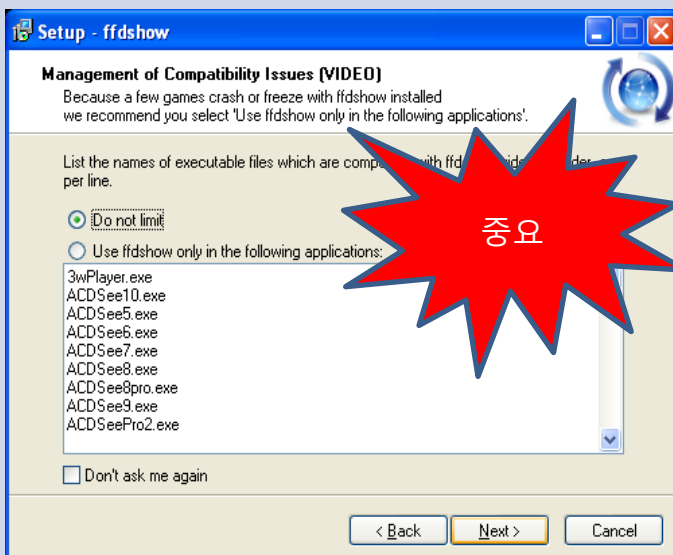 Setup - ffdshow
Management of Compatibility Issues (VIDEO)
Because a few games crash or freeze with ffdshow installed
we recommend you select 'Use ffdshow only in the following applications'.
List the names of executable files which are with
per line.
중요
Do not limit
Use ffdshow only in the following applications:
3wPlayer.exe
ACDSee10.exe
ACDSee5.exe
ACDSee6.exe
ACDSee7.exe
ACDSee8.exe
ACDSee8pro.exe
ACDSee9.exe
ACDSeePro2.exe
Don't ask me again
< Back
Next >
Cancel